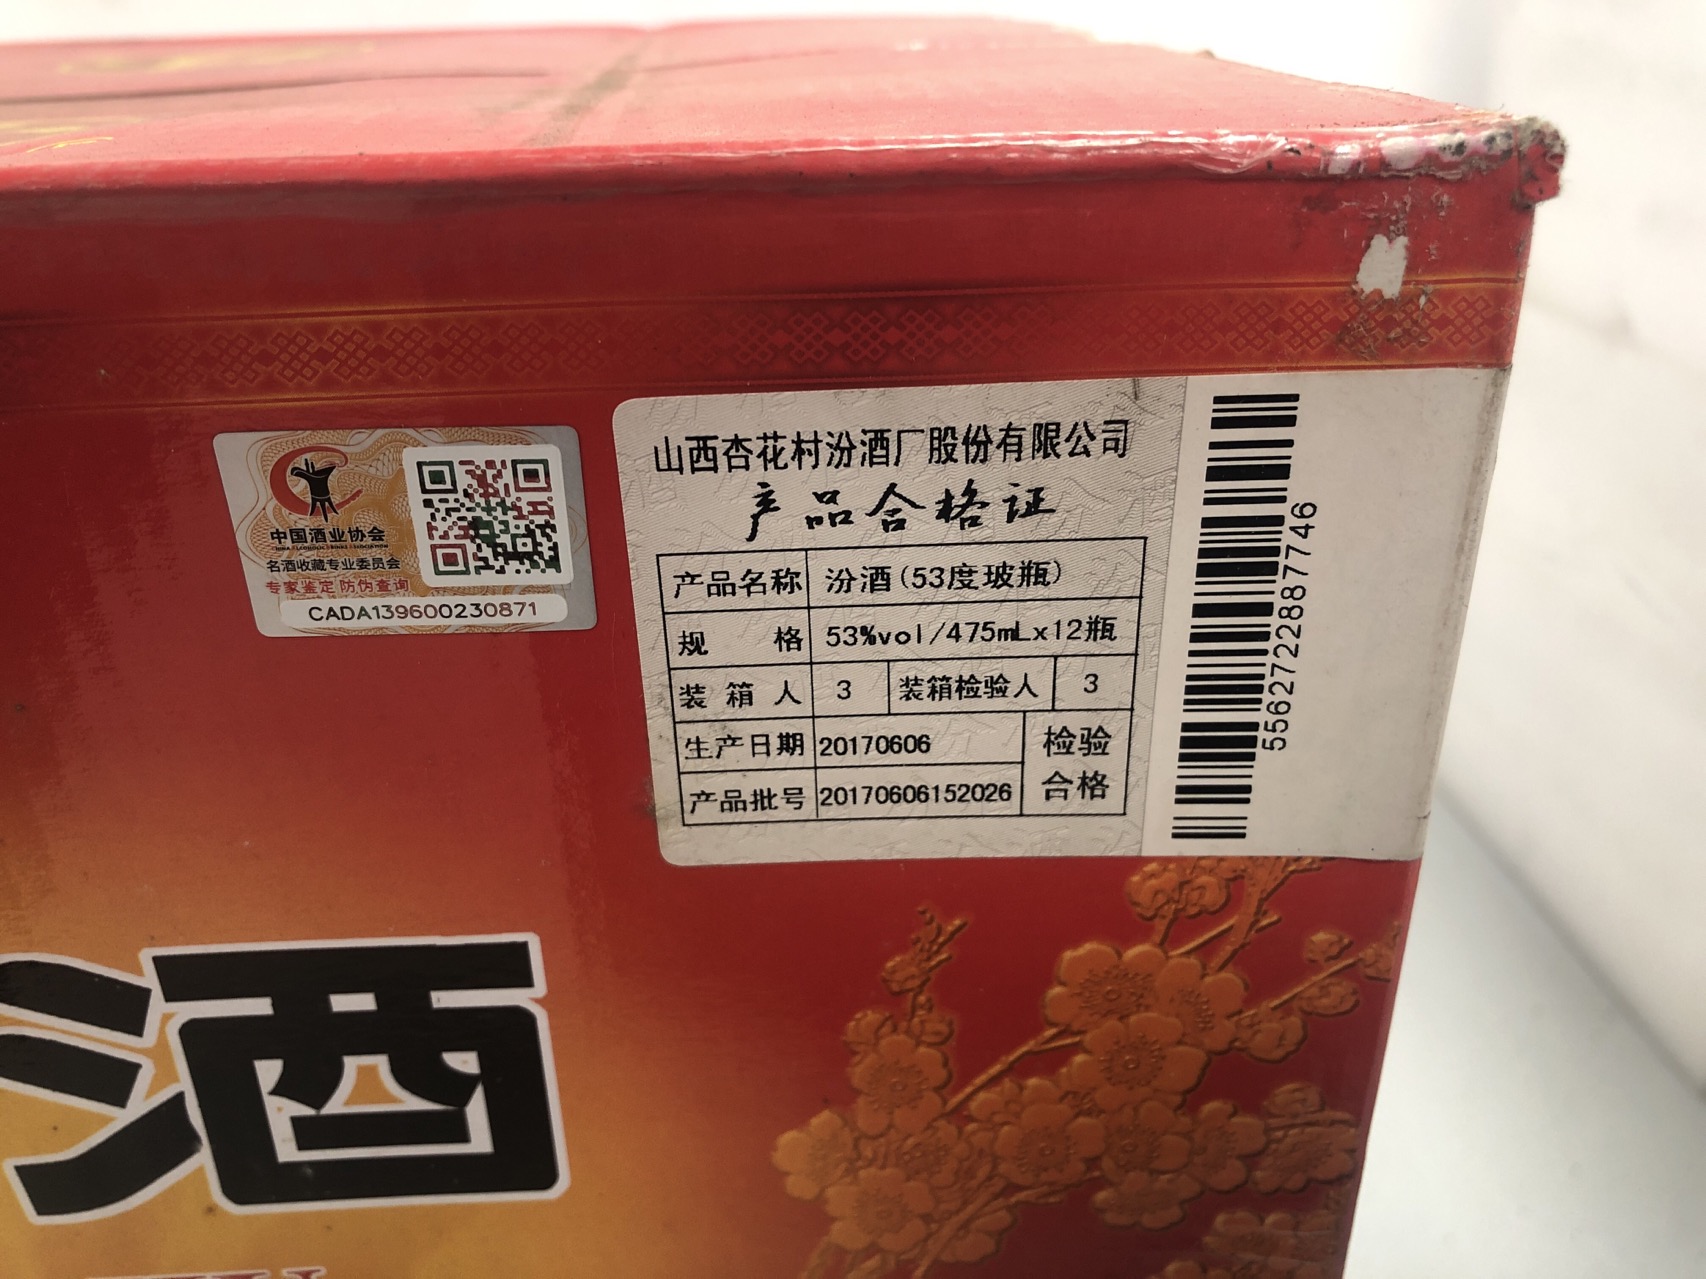 中国酒业协会
CHINA ALCOHOLIC DRINKS ASSOCIATION
名酒收藏专业委员会
专家鉴定 防伪查询
CADA139600230871
山西杏花村汾酒厂股份有限公司
产品合格证
产品名称 汾酒(53度玻瓶)
规 格 53%vol/475mLx12瓶
装 箱 人 3 装箱检验人 3
生产日期 20170606 检验
产品批号 20170606152026 合格
5562722887746
酒